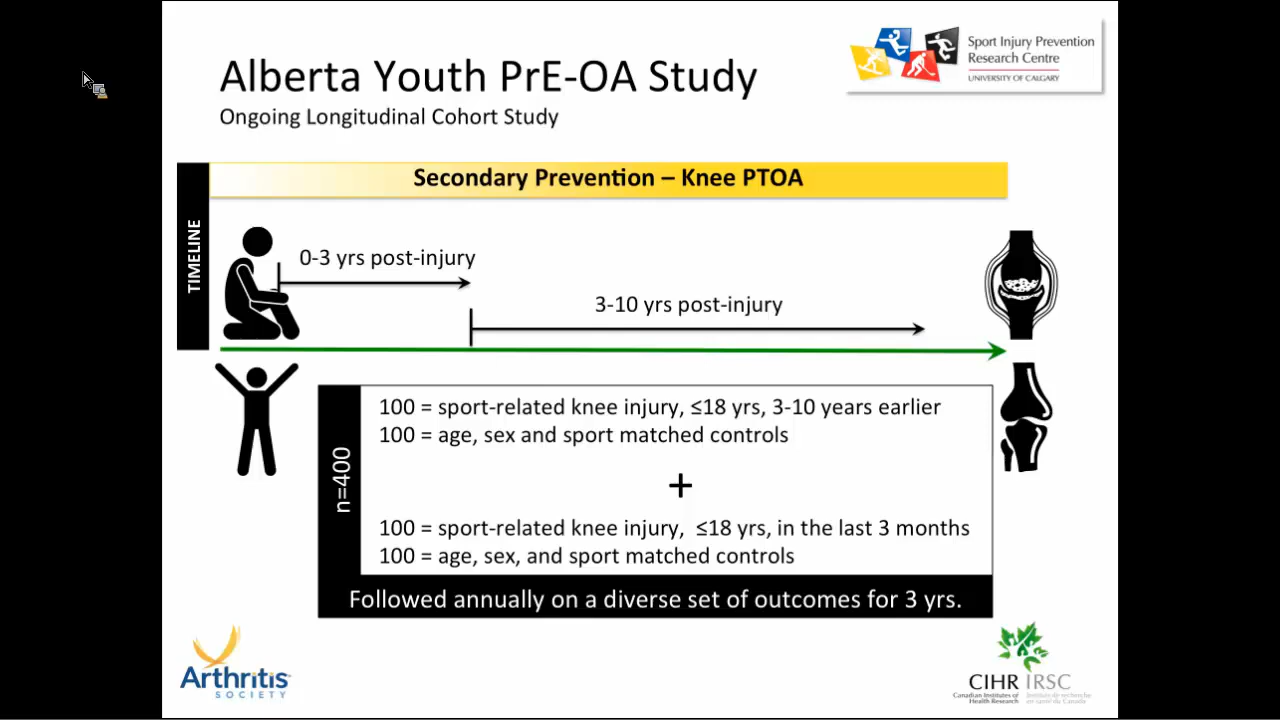 Sport Injury Prevention
Research Centre
UNIVERSITY OF CALGARY
Alberta Youth PrE-OA Study
Ongoing Longitudinal Cohort Study
Secondary Prevention – Knee PTOA
TIMELINE
0-3 yrs post-injury
3-10 yrs post-injury
n=400
100 = sport-related knee injury, ≤18 yrs, 3-10 years earlier
100 = age, sex and sport matched controls
+
100 = sport-related knee injury,  ≤18 yrs, in the last 3 months
100 = age, sex, and sport matched controls
Followed annually on a diverse set of outcomes for 3 yrs.
Arthritis
SOCIETY
CIHR IRSC
Canadian Institutes of Health Research
Instituts de recherche en santé du Canada